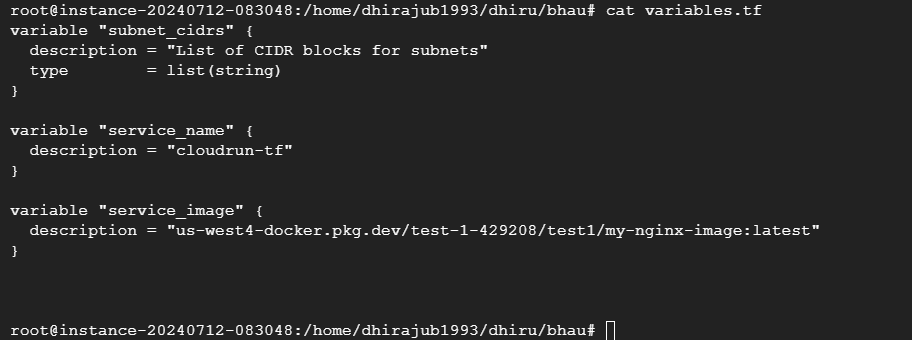 root@instance-20240712-083048:/home/dhirajub1993/dhiru/bhau# cat variables.tf
variable "subnet_cidrs" {
  description = "List of CIDR blocks for subnets"
  type        = list(string)
}

variable "service_name" {
  description = "cloudrun-tf"
}

variable "service_image" {
  description = "us-west4-docker.pkg.dev/test-1-429208/test1/my-nginx-image:latest"
}

root@instance-20240712-083048:/home/dhirajub1993/dhiru/bhau#